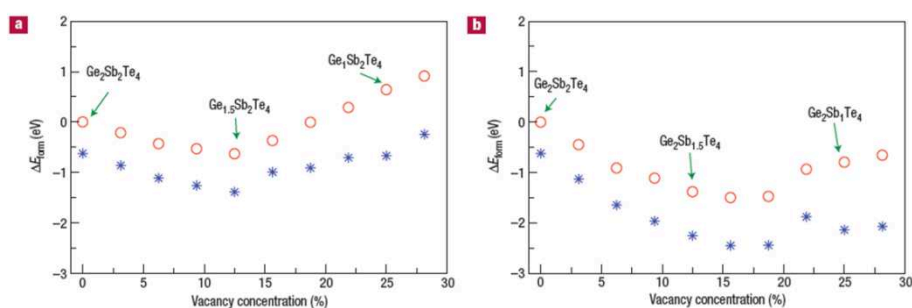 a
2
1
0
−1
−2
−3
ΔE_form (eV)
Ge₂Sb₂Te₄
Ge₁.₅Sb₂Te₄
Ge₁Sb₂Te₄
0 5 10 15 20 25 30
Vacancy concentration (%)
b
2
1
0
−1
−2
−3
ΔE_form (eV)
Ge₂Sb₂Te₄
Ge₂Sb₁.₅Te₄
Ge₂Sb₁Te₄
0 5 10 15 20 25 30
Vacancy concentration (%)